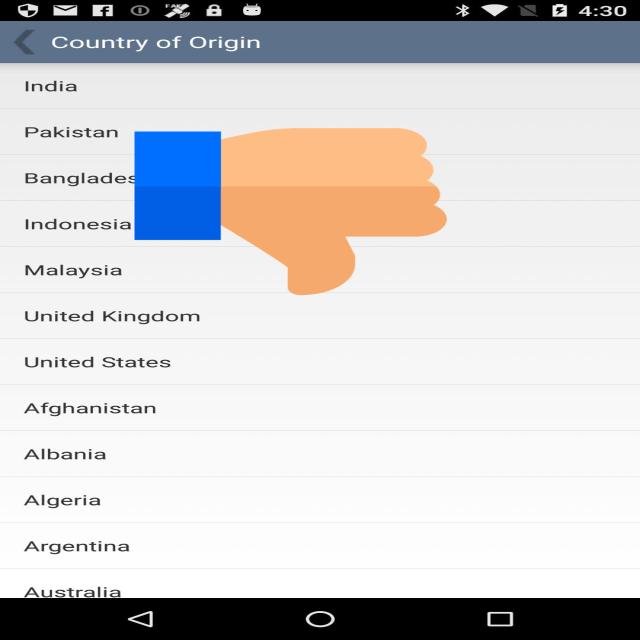 4:30
Country of Origin
India
Pakistan
Banglades
Indonesia
Malaysia
United Kingdom
United States
Afghanistan
Albania
Algeria
Argentina
Australia